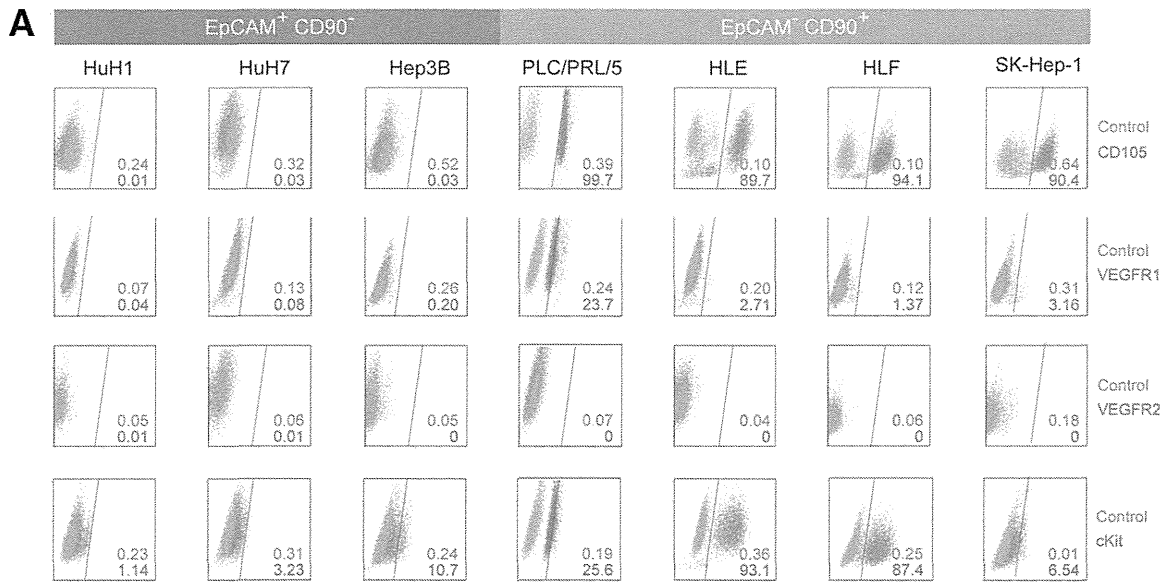 A
EpCAM⁺ CD90⁻ EpCAM⁻ CD90⁺
HuH1 HuH7 Hep3B PLC/PRL/5 HLE HLF SK-Hep-1
Control
CD105
0.24 0.32 0.52 0.39 0.10 0.10 0.64
0.01 0.03 0.03 99.7 89.7 94.1 90.4
Control
VEGFR1
0.07 0.13 0.26 0.24 0.20 0.12 0.31
0.04 0.08 0.20 23.7 2.71 1.37 3.16
Control
VEGFR2
0.05 0.06 0.05 0.07 0.04 0.06 0.18
0.01 0.01 0 0 0 0 0
Control
cKit
0.23 0.31 0.24 0.19 0.36 0.25 0.01
1.14 3.23 10.7 25.6 93.1 87.4 6.54